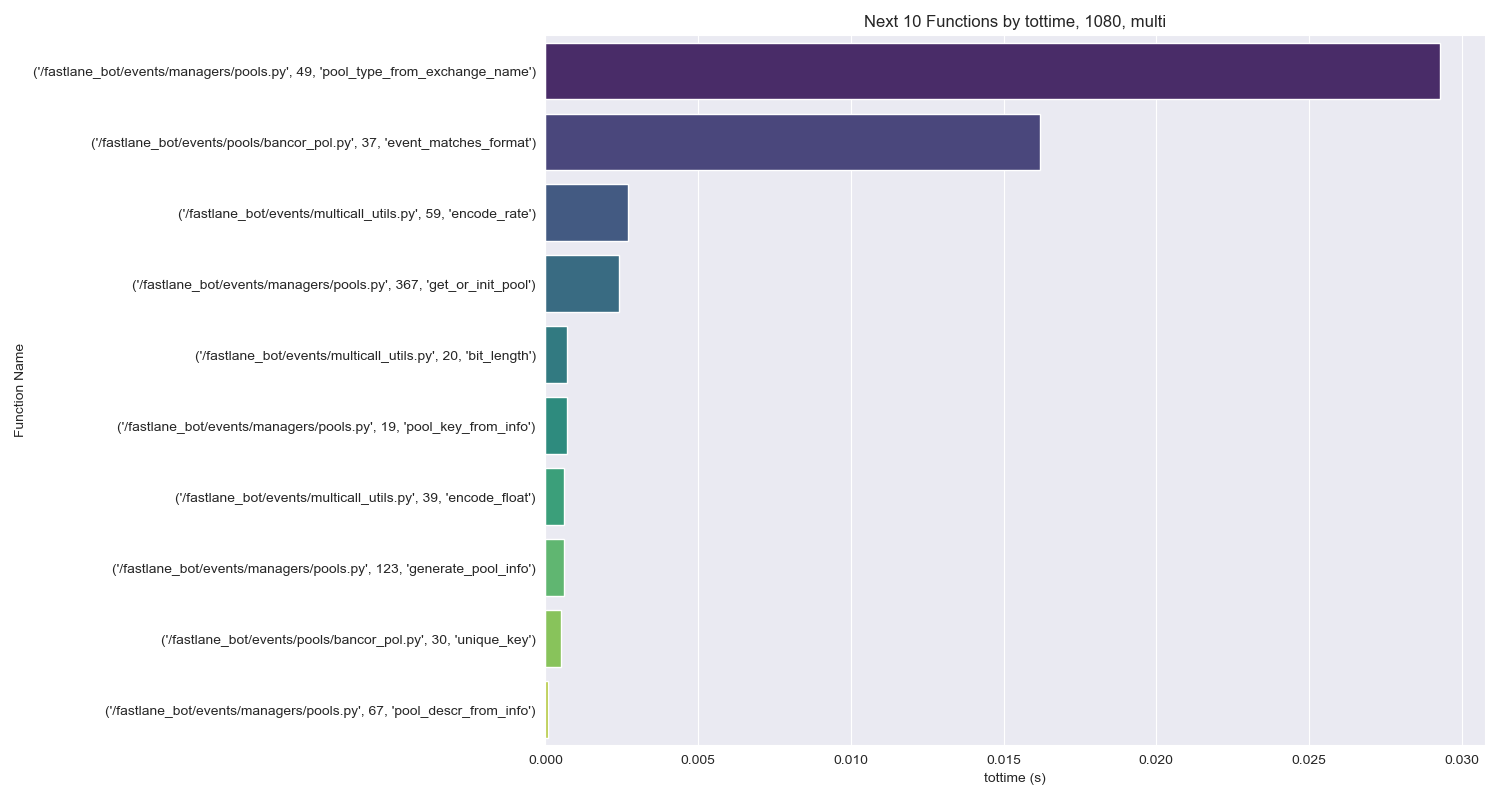 Next 10 Functions by tottime, 1080, multi
('/fastlane_bot/events/managers/pools.py', 49, 'pool_type_from_exchange_name')
('/fastlane_bot/events/pools/bancor_pol.py', 37, 'event_matches_format')
('/fastlane_bot/events/multicall_utils.py', 59, 'encode_rate')
('/fastlane_bot/events/managers/pools.py', 367, 'get_or_init_pool')
('/fastlane_bot/events/multicall_utils.py', 20, 'bit_length')
('/fastlane_bot/events/managers/pools.py', 19, 'pool_key_from_info')
('/fastlane_bot/events/multicall_utils.py', 39, 'encode_float')
('/fastlane_bot/events/managers/pools.py', 123, 'generate_pool_info')
('/fastlane_bot/events/pools/bancor_pol.py', 30, 'unique_key')
('/fastlane_bot/events/managers/pools.py', 67, 'pool_descr_from_info')
Function Name
0.000 0.005 0.010 0.015 0.020 0.025 0.030
tottime (s)